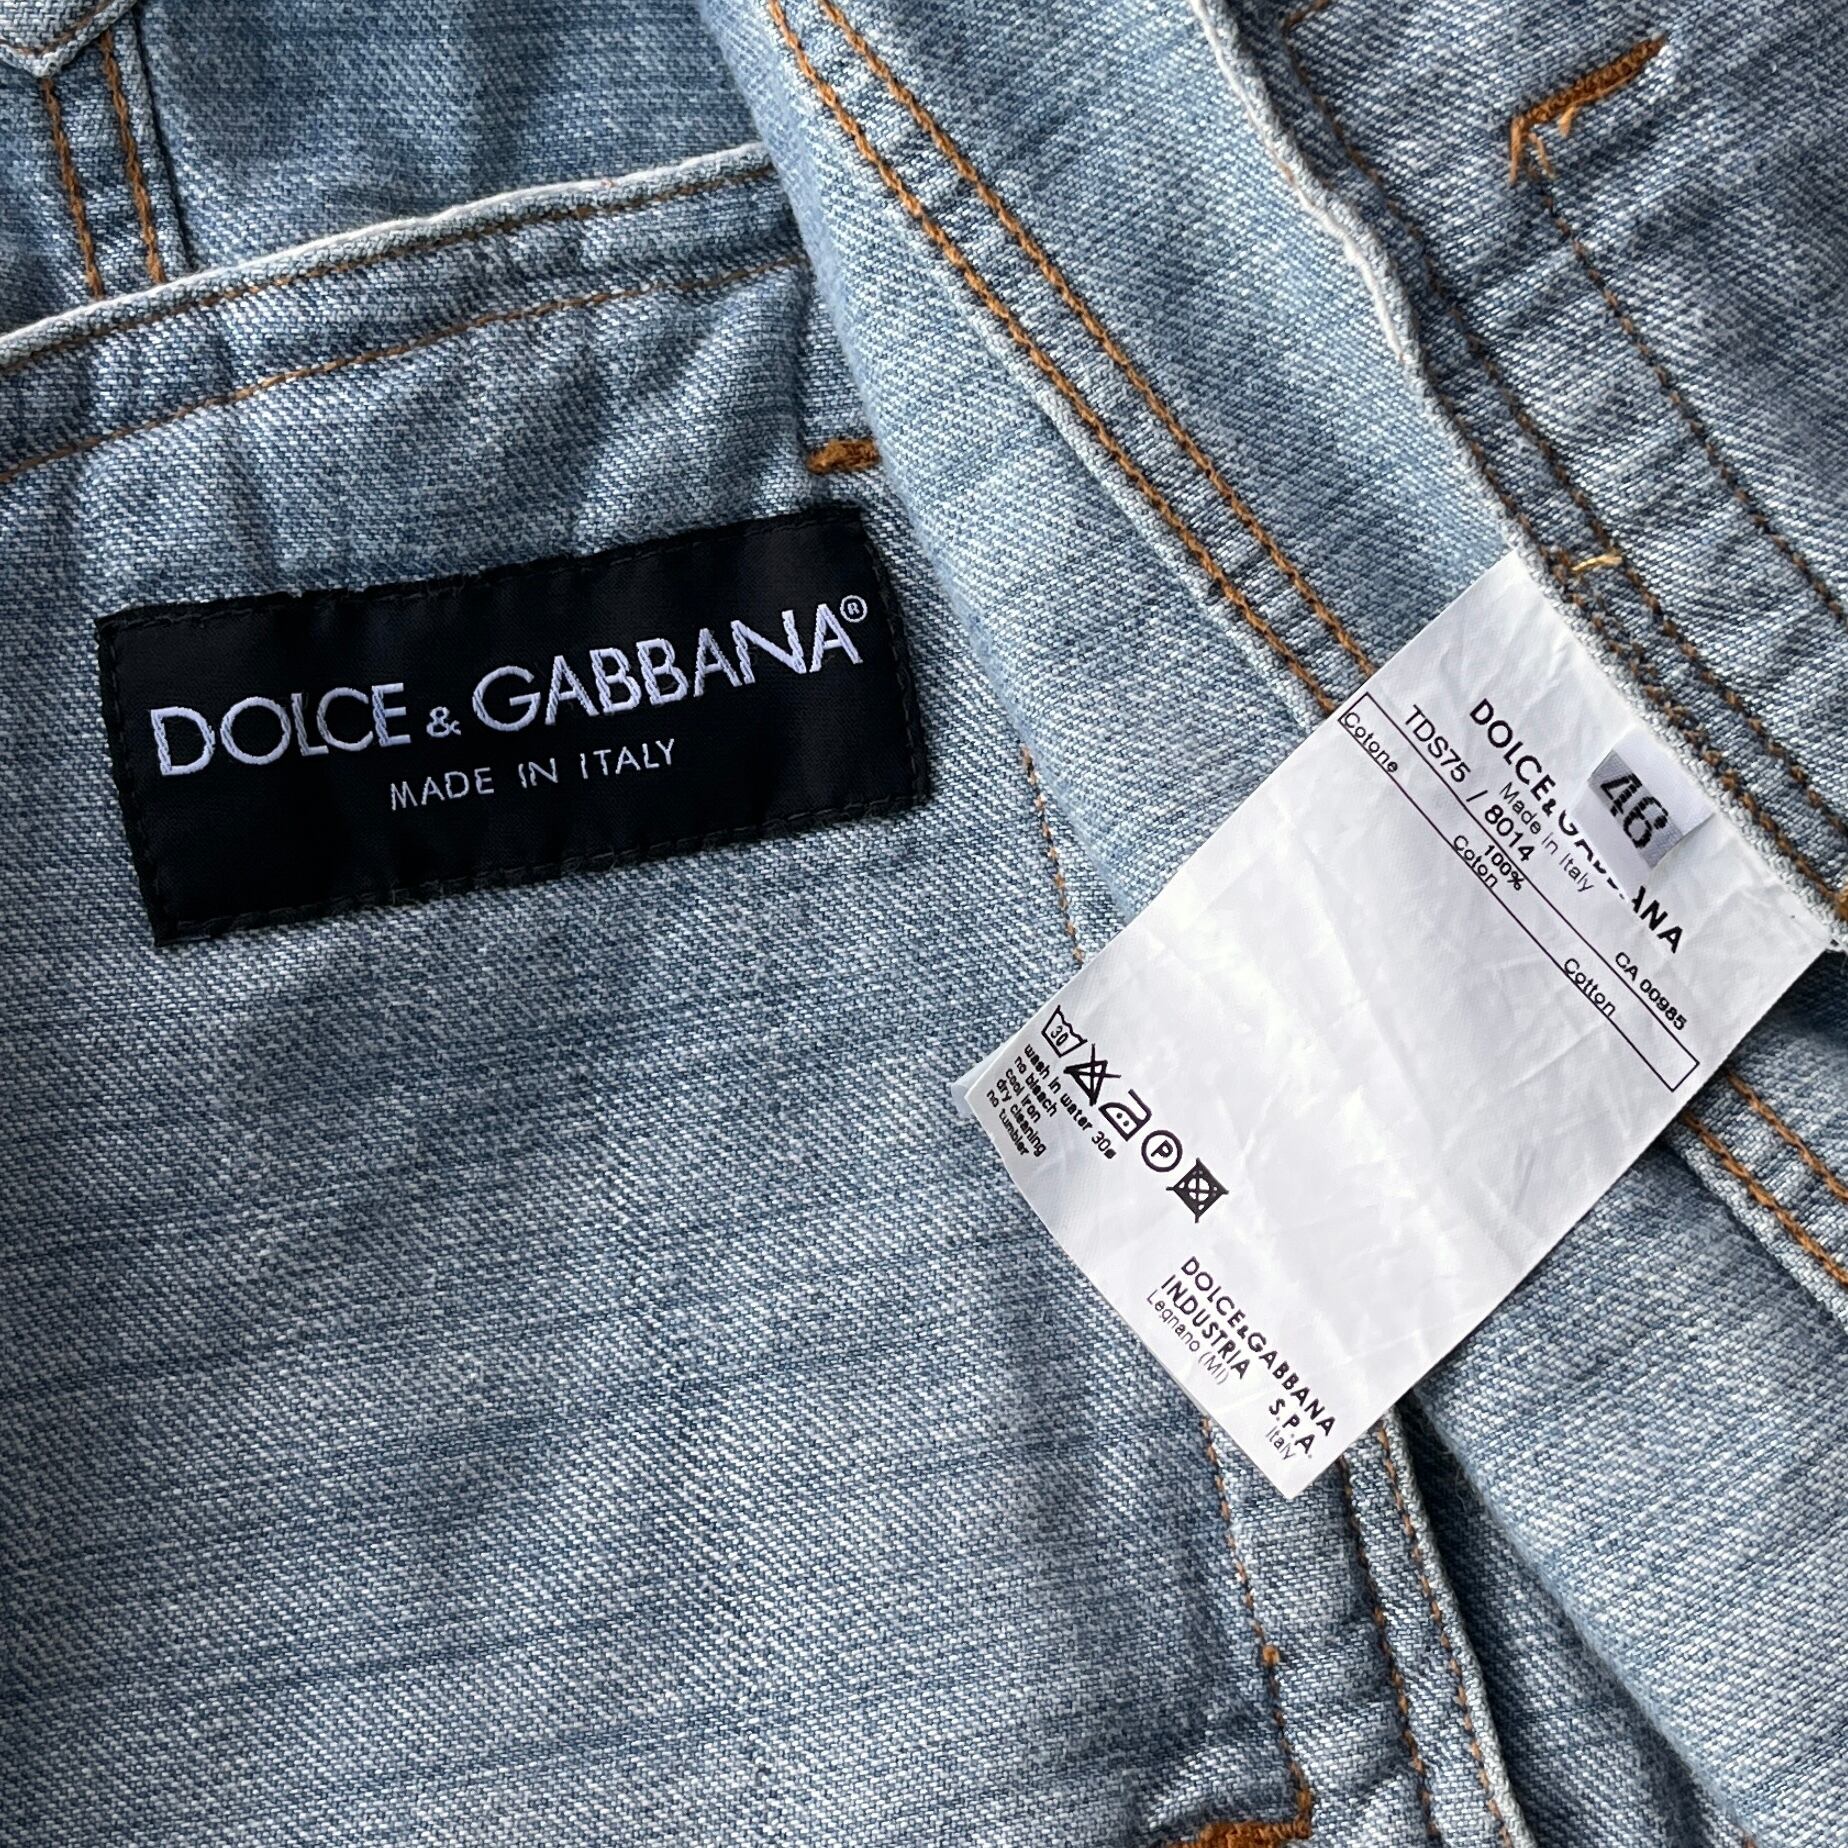 DOLCE & GABBANA®
MADE IN ITALY
46
DOLCE&GABBANA
Made in Italy
TDS75 / 8014 CA 00985
100%
Cotone Coton Cotton
30 P
wash in water 30°
no bleach
cool iron
dry cleaning
no tumbler
DOLCE&GABBANA
INDUSTRIA S.P.A.
Legnano (MI) Italy